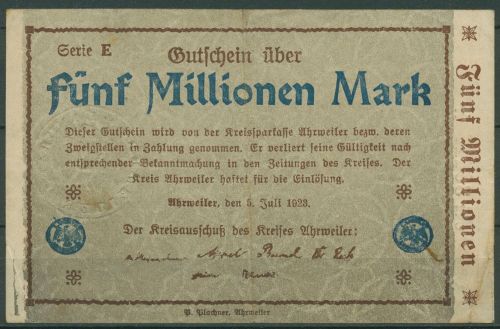 Serie E
Gutschein über
Fünf Millionen Mark
Dieser Gutschein wird von der Kreissparkasse Ahrweiler bezw. deren
Zweigstellen in Zahlung genommen. Er verliert seine Gültigkeit nach
entsprechender Bekanntmachung in den Zeitungen des Kreises. Der
Kreis Ahrweiler haftet für die Einlösung.
Ahrweiler, den 5. Juli 1923.
Der Kreisausschuß des Kreises Ahrweiler:
P. Plachner, Ahrweiler
Fünf Millionen